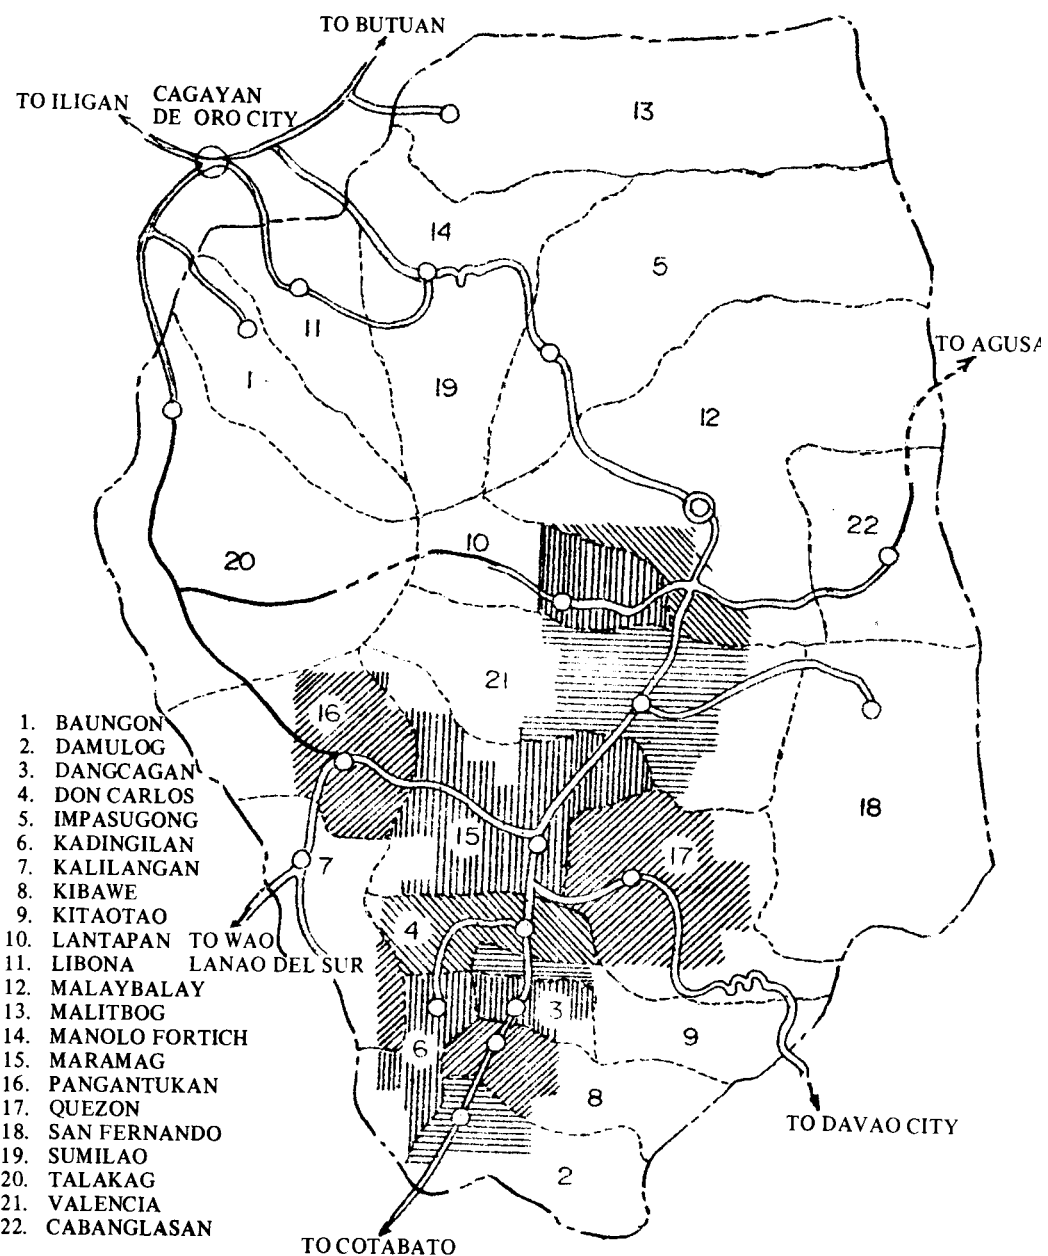 TO BUTUAN
TO ILIGAN
CAGAYAN
DE ORO CITY
13
14
5
11
TO AGUSA
1
19
12
22
10
20
21
16
1. BAUNGON
2. DAMULOG
3. DANGCAGAN
4. DON CARLOS
5. IMPASUGONG
6. KADINGILAN
7. KALILANGAN
8. KIBAWE
9. KITAOTAO
10. LANTAPAN
11. LIBONA
12. MALAYBALAY
13. MALITBOG
14. MANOLO FORTICH
15. MARAMAG
16. PANGANTUKAN
17. QUEZON
18. SAN FERNANDO
19. SUMILAO
20. TALAKAG
21. VALENCIA
22. CABANGLASAN
18
15
17
7
4
TO WAO
LANAO DEL SUR
3
9
6
8
TO DAVAO CITY
2
TO COTABATO